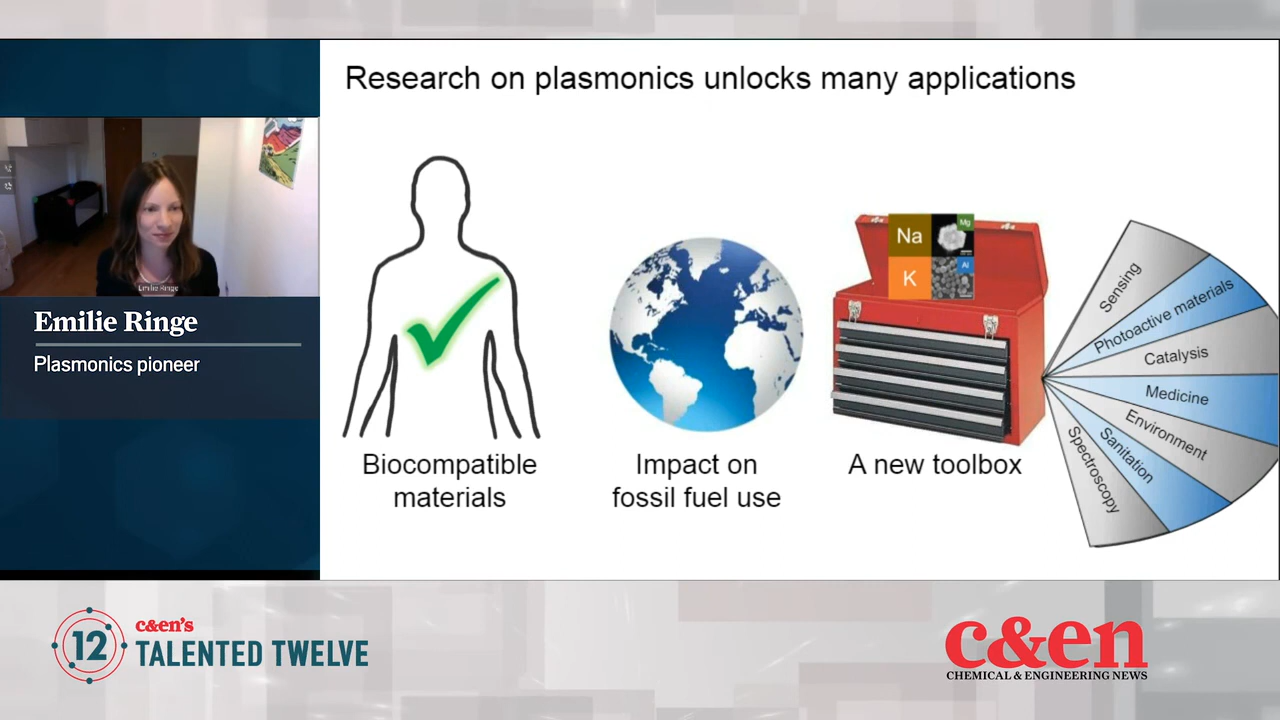 Research on plasmonics unlocks many applications
Emilie Ringe
Emilie Ringe
Plasmonics pioneer
Na
Mg
K
Al
Sensing
Photoactive materials
Catalysis
Medicine
Environment
Sanitation
Spectroscopy
Biocompatible
materials
Impact on
fossil fuel use
A new toolbox
12
c&en's
TALENTED TWELVE
c&en
CHEMICAL & ENGINEERING NEWS